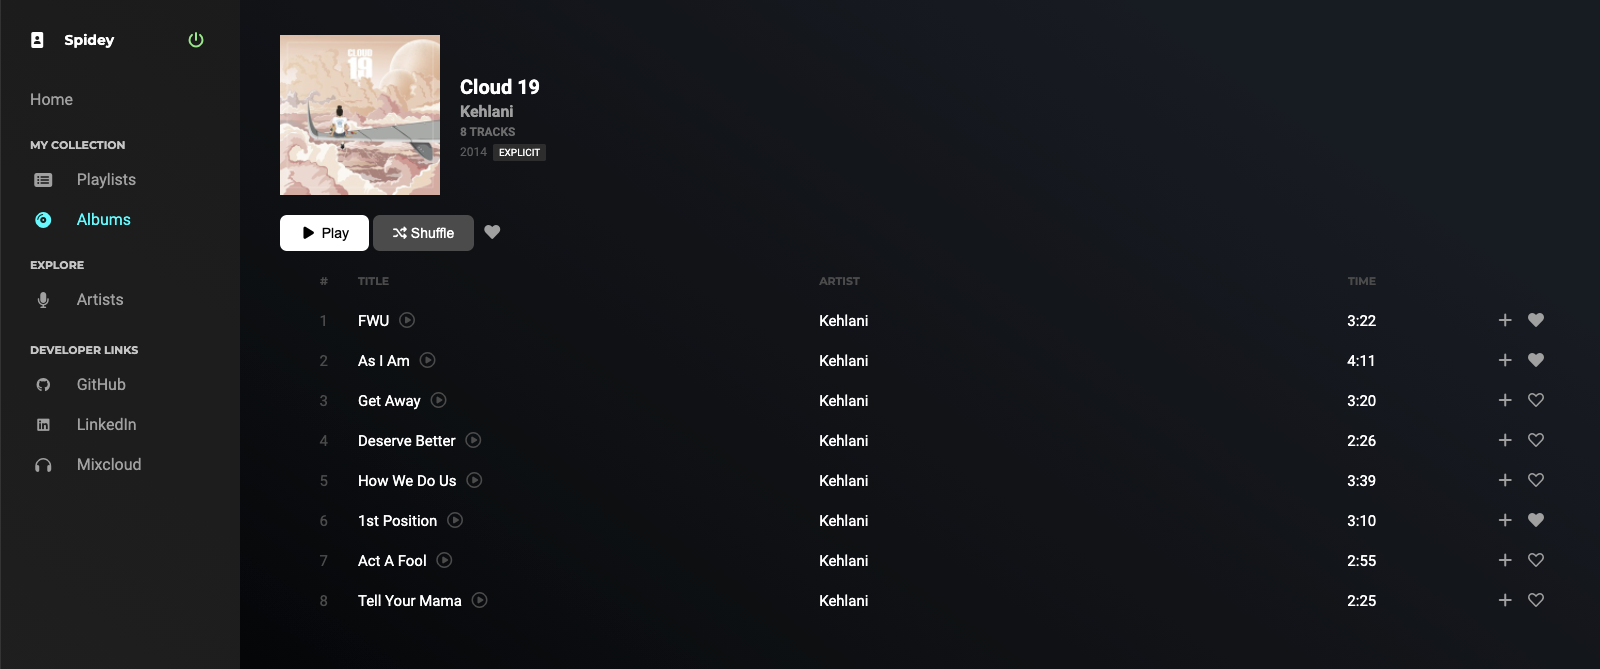 Spidey
Home
MY COLLECTION
Playlists
Albums
EXPLORE
Artists
DEVELOPER LINKS
GitHub
LinkedIn
Mixcloud
CLOUD
19
Cloud 19
Kehlani
8 TRACKS
2014 EXPLICIT
Play Shuffle
# TITLE ARTIST TIME
1 FWU Kehlani 3:22
2 As I Am Kehlani 4:11
3 Get Away Kehlani 3:20
4 Deserve Better Kehlani 2:26
5 How We Do Us Kehlani 3:39
6 1st Position Kehlani 3:10
7 Act A Fool Kehlani 2:55
8 Tell Your Mama Kehlani 2:25